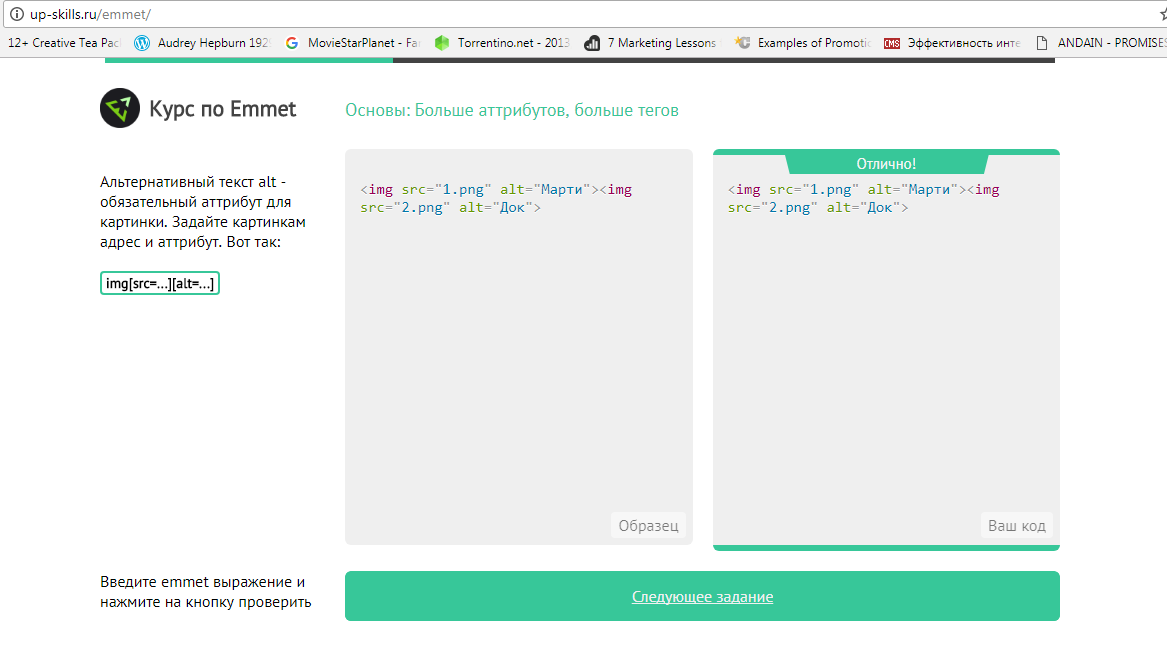 up-skills.ru/emmet/
12+ Creative Tea Pac Audrey Hepburn 192 MovieStarPlanet - Fa Torrentino.net - 2013 7 Marketing Lessons Examples of Promotio CMS Эффективность инте ANDAIN - PROMISES
Курс по Emmet
Основы: Больше аттрибутов, больше тегов
Альтернативный текст alt -
обязательный аттрибут для
картинки. Задайте картинкам
адрес и аттрибут. Вот так:
img[src=...][alt=...]
<img src="1.png" alt="Марти"><img
src="2.png" alt="Док">
Образец
Отлично!
<img src="1.png" alt="Марти"><img
src="2.png" alt="Док">
Ваш код
Введите emmet выражение и
нажмите на кнопку проверить
Следующее задание